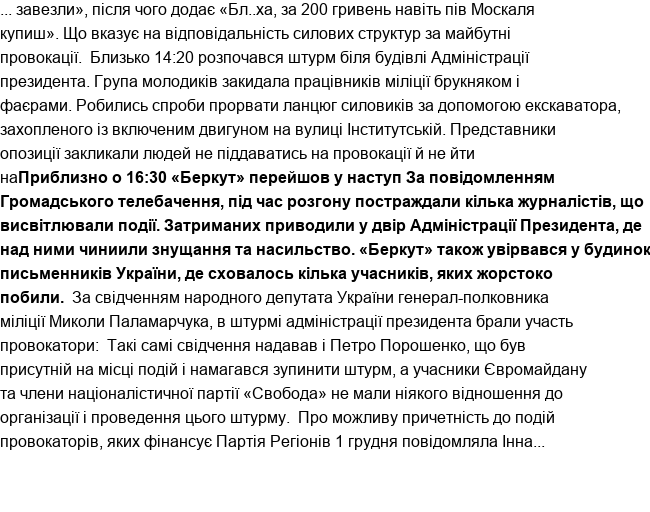 ... завезли», після чого додає «Бл..ха, за 200 гривень навіть пів Москаля
купиш». Що вказує на відповідальність силових структур за майбутні
провокації.  Близько 14:20 розпочався штурм біля будівлі Адміністрації
президента. Група молодиків закидала працівників міліції брукняком і
фаєрами. Робились спроби прорвати ланцюг силовиків за допомогою екскаватора,
захопленого із включеним двигуном на вулиці Інститутській. Представники
опозиції закликали людей не піддаватись на провокації й не йти
наПриблизно о 16:30 «Беркут» перейшов у наступ За повідомленням
Громадського телебачення, під час розгону постраждали кілька журналістів, що
висвітлювали події. Затриманих приводили у двір Адміністрації Президента, де
над ними чиниили знущання та насильство. «Беркут» також увірвався у будинок
письменників України, де сховалось кілька учасників, яких жорстоко
побили.  За свідченням народного депутата України генерал-полковника
міліції Миколи Паламарчука, в штурмі адміністрації президента брали участь
провокатори:  Такі самі свідчення надавав і Петро Порошенко, що був
присутній на місці подій і намагався зупинити штурм, а учасники Євромайдану
та члени націоналістичної партії «Свобода» не мали ніякого відношення до
організації і проведення цього штурму.  Про можливу причетність до подій
провокаторів, яких фінансує Партія Регіонів 1 грудня повідомляла Інна...